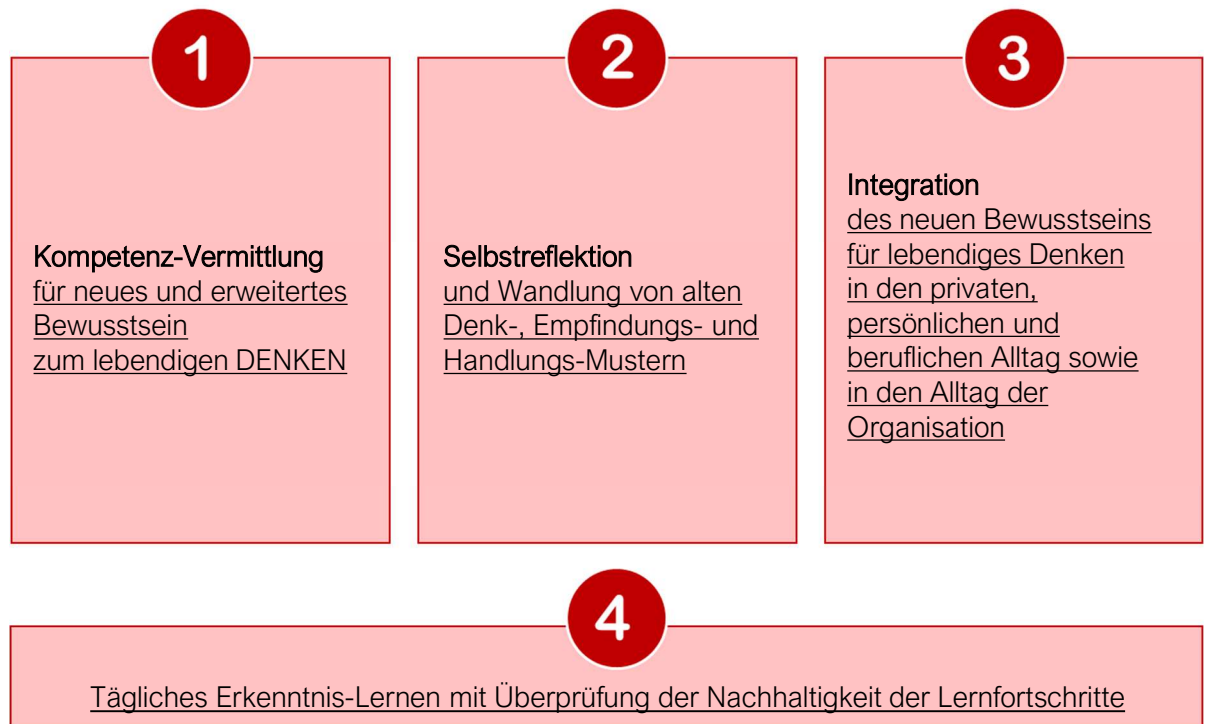 1
Kompetenz-Vermittlung
für neues und erweitertes
Bewusstsein
zum lebendigen DENKEN
2
Selbstreflektion
und Wandlung von alten
Denk-, Empfindungs- und
Handlungs-Mustern
3
Integration
des neuen Bewusstseins
für lebendiges Denken
in den privaten,
persönlichen und
beruflichen Alltag sowie
in den Alltag der
Organisation
4
Tägliches Erkenntnis-Lernen mit Überprüfung der Nachhaltigkeit der Lernfortschritte